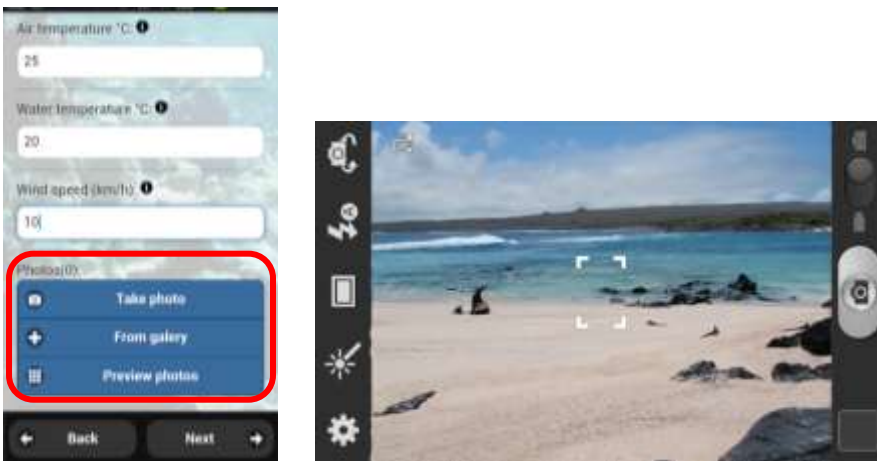 Air temperature °C:
25
Water temperature °C:
20
Wind speed (km/h):
10
Photos(0):
Take photo
From galery
Preview photos
Back
Next